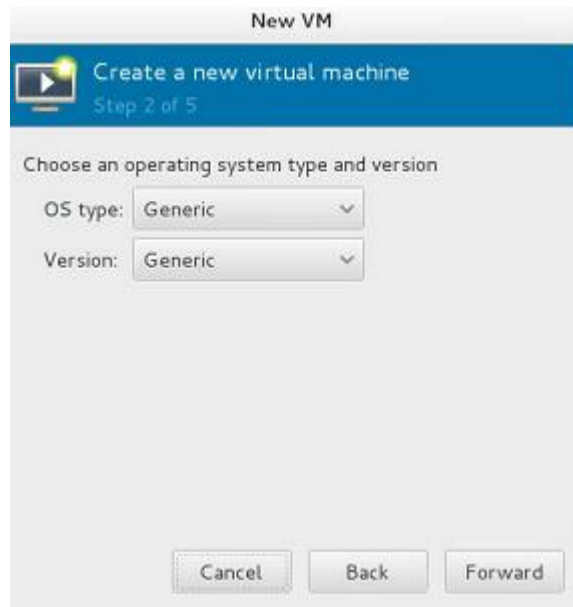 New VM
Create a new virtual machine
Step 2 of 5
Choose an operating system type and version
OS type: Generic
Version: Generic
Cancel Back Forward